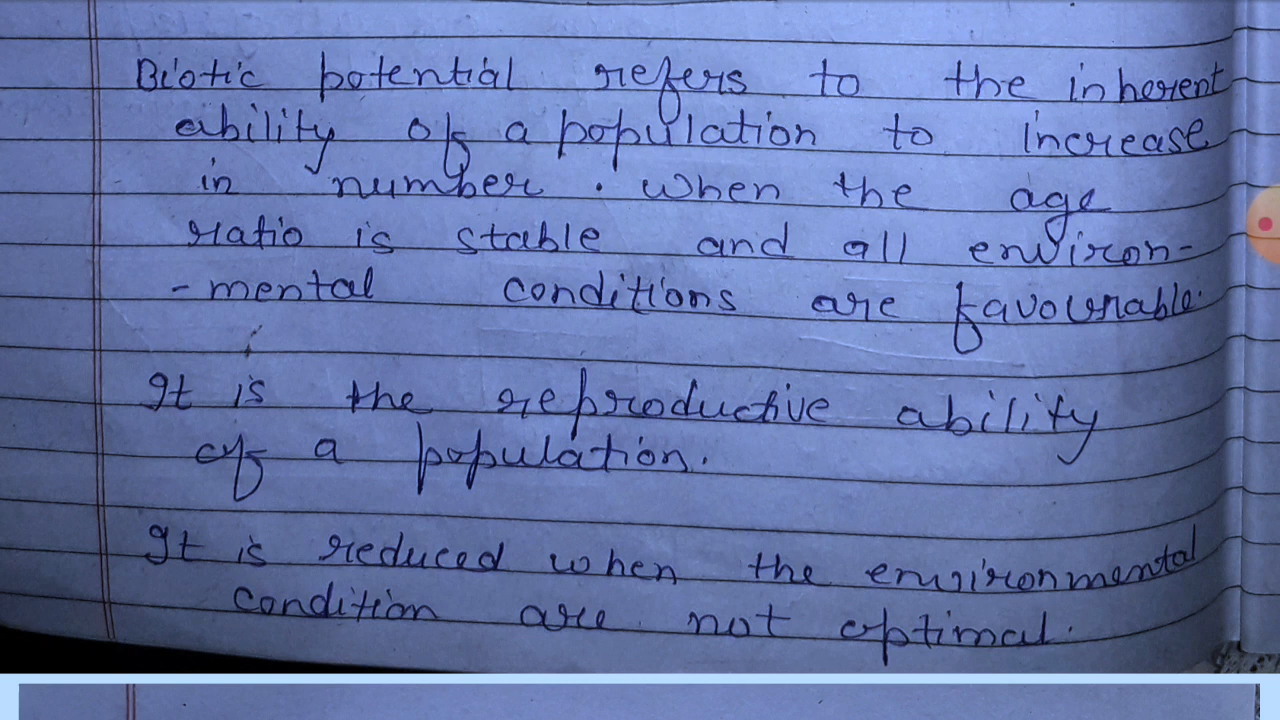 Biotic potential refers to the inherent
ability of a population to increase
in number. when the age
ratio is stable and all environ-
-mental conditions are favourable.
It is the reproductive ability
of a population.
It is reduced when the environmental
condition are not optimal.